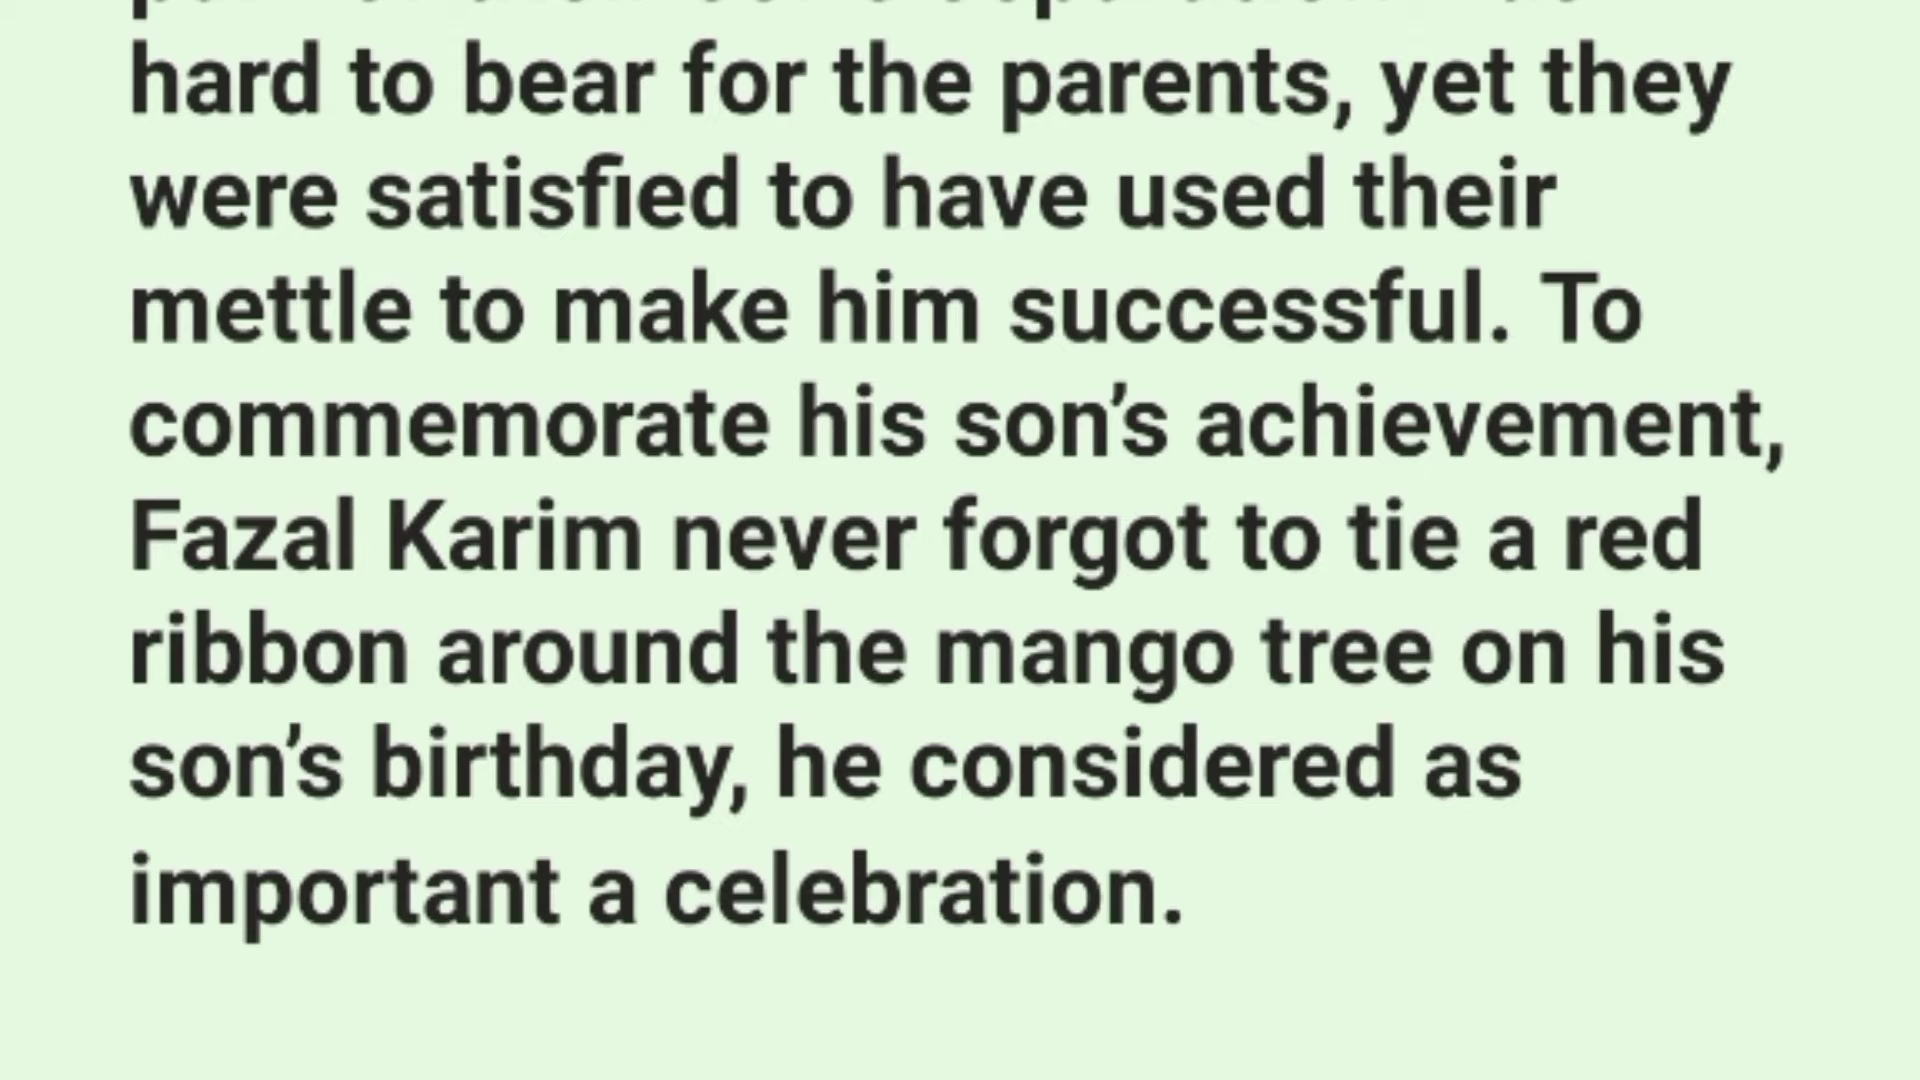 hard to bear for the parents, yet they
were satisfied to have used their
mettle to make him successful. To
commemorate his son’s achievement,
Fazal Karim never forgot to tie a red
ribbon around the mango tree on his
son’s birthday, he considered as
important a celebration.